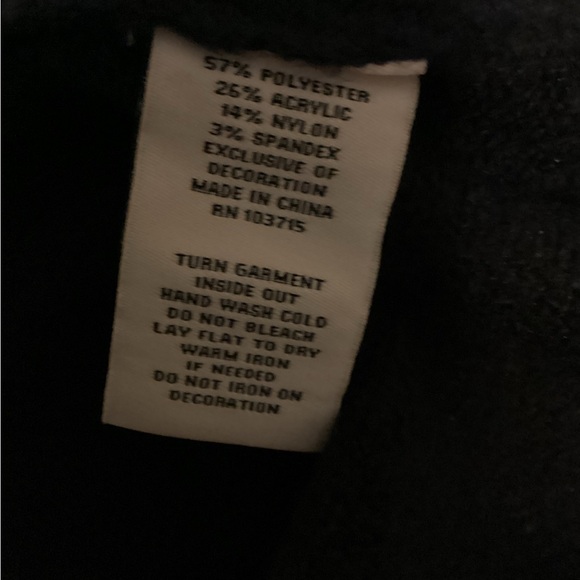 57% POLYESTER
26% ACRYLIC
14% NYLON
3% SPANDEX
EXCLUSIVE OF
DECORATION
MADE IN CHINA
RN 103715
TURN GARMENT
INSIDE OUT
HAND WASH COLD
DO NOT BLEACH
LAY FLAT TO DRY
WARM IRON
IF NEEDED
DO NOT IRON ON
DECORATION